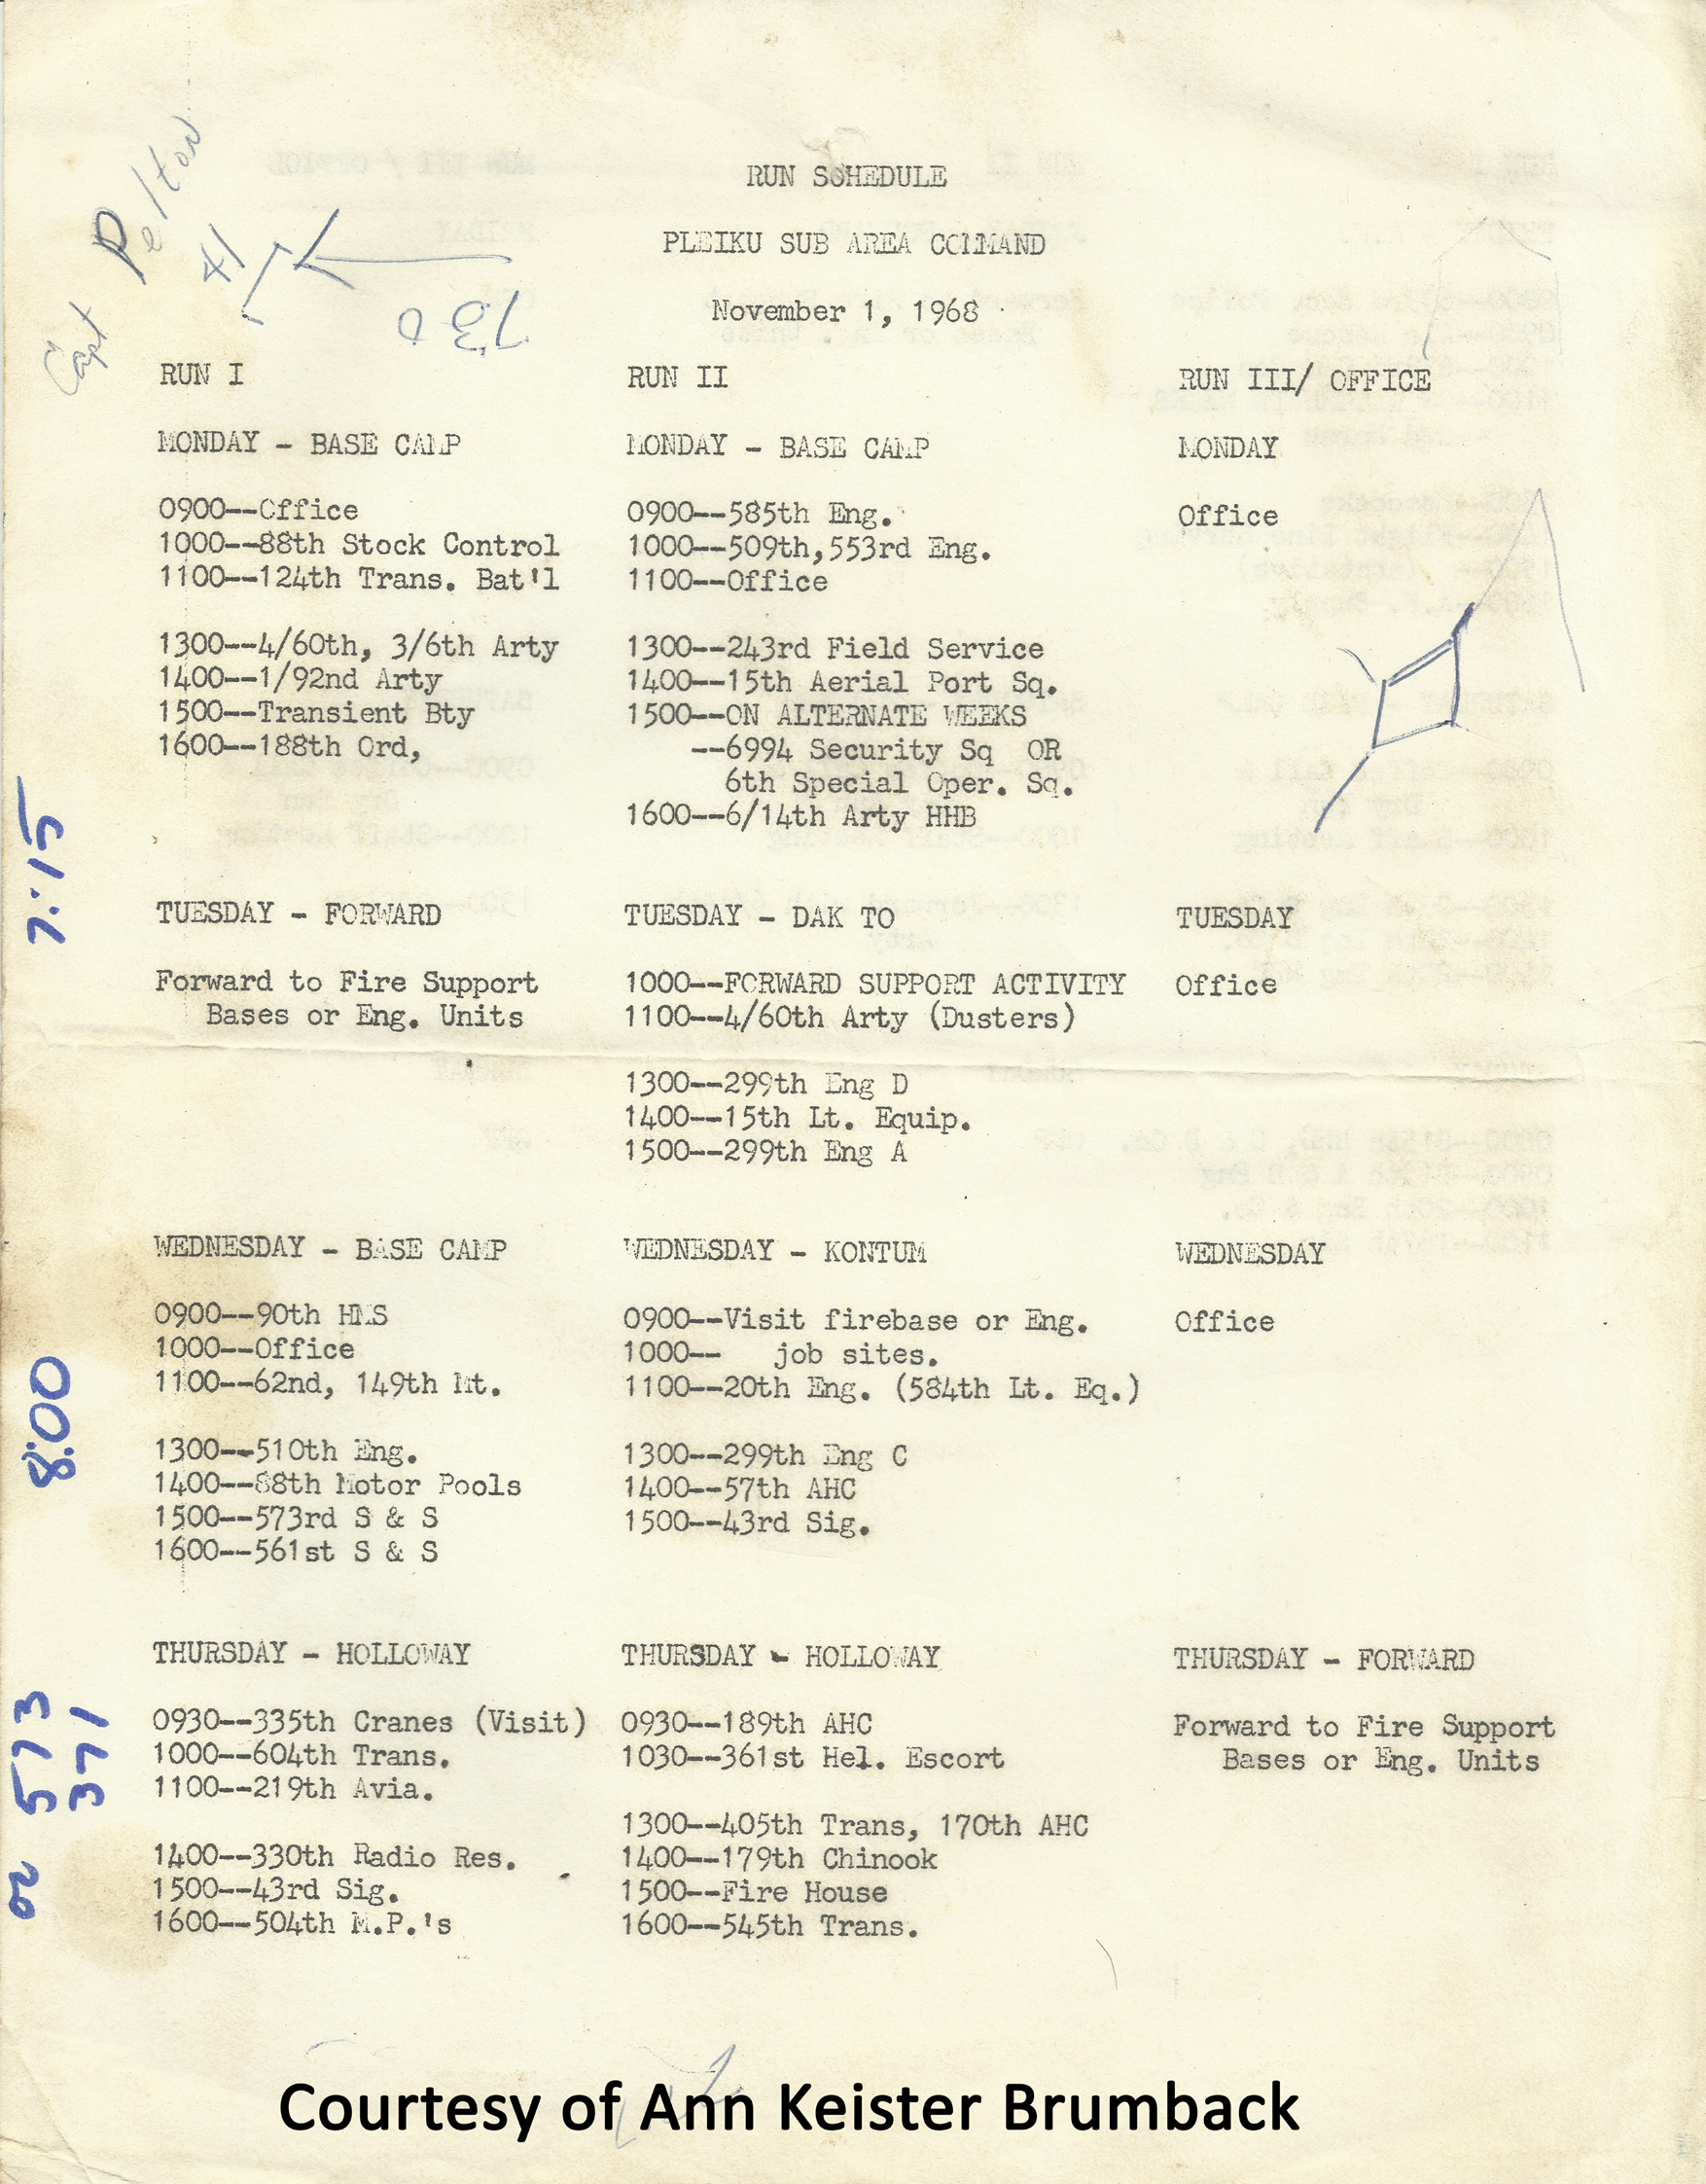 RUN SCHEDULE
PLEIKU SUB AREA COMMAND
November 1, 1968
Capt Pelton
41
730
RUN I
MONDAY - BASE CAMP
0900--Office
1000--88th Stock Control
1100--124th Trans. Bat'l
1300--4/60th, 3/6th Arty
1400--1/92nd Arty
1500--Transient Bty
1600--188th Ord,
RUN II
MONDAY - BASE CAMP
0900--585th Eng.
1000--509th,553rd Eng.
1100--Office
1300--243rd Field Service
1400--15th Aerial Port Sq.
1500--ON ALTERNATE WEEKS
--6994 Security Sq OR
6th Special Oper. Sq.
1600--6/14th Arty HHB
RUN III/ OFFICE
MONDAY
Office
7:15
TUESDAY - FORWARD
Forward to Fire Support
Bases or Eng. Units
TUESDAY - DAK TO
1000--FORWARD SUPPORT ACTIVITY
1100--4/60th Arty (Dusters)
1300--299th Eng D
1400--15th Lt. Equip.
1500--299th Eng A
TUESDAY
Office
WEDNESDAY - BASE CAMP
0900--90th HMS
1000--Office
1100--62nd, 149th Mt.
1300--510th Eng.
1400--88th Motor Pools
1500--573rd S & S
1600--561st S & S
8:00
WEDNESDAY - KONTUM
0900--Visit firebase or Eng.
1000-- job sites.
1100--20th Eng. (584th Lt. Eq.)
1300--299th Eng C
1400--57th AHC
1500--43rd Sig.
WEDNESDAY
Office
THURSDAY - HOLLOWAY
0930--335th Cranes (Visit)
1000--604th Trans.
1100--219th Avia.
1400--330th Radio Res.
1500--43rd Sig.
1600--504th M.P.'s
573
371
THURSDAY - HOLLOWAY
0930--189th AHC
1030--361st Hel. Escort
1300--405th Trans, 170th AHC
1400--179th Chinook
1500--Fire House
1600--545th Trans.
THURSDAY - FORWARD
Forward to Fire Support
Bases or Eng. Units
Courtesy of Ann Keister Brumback